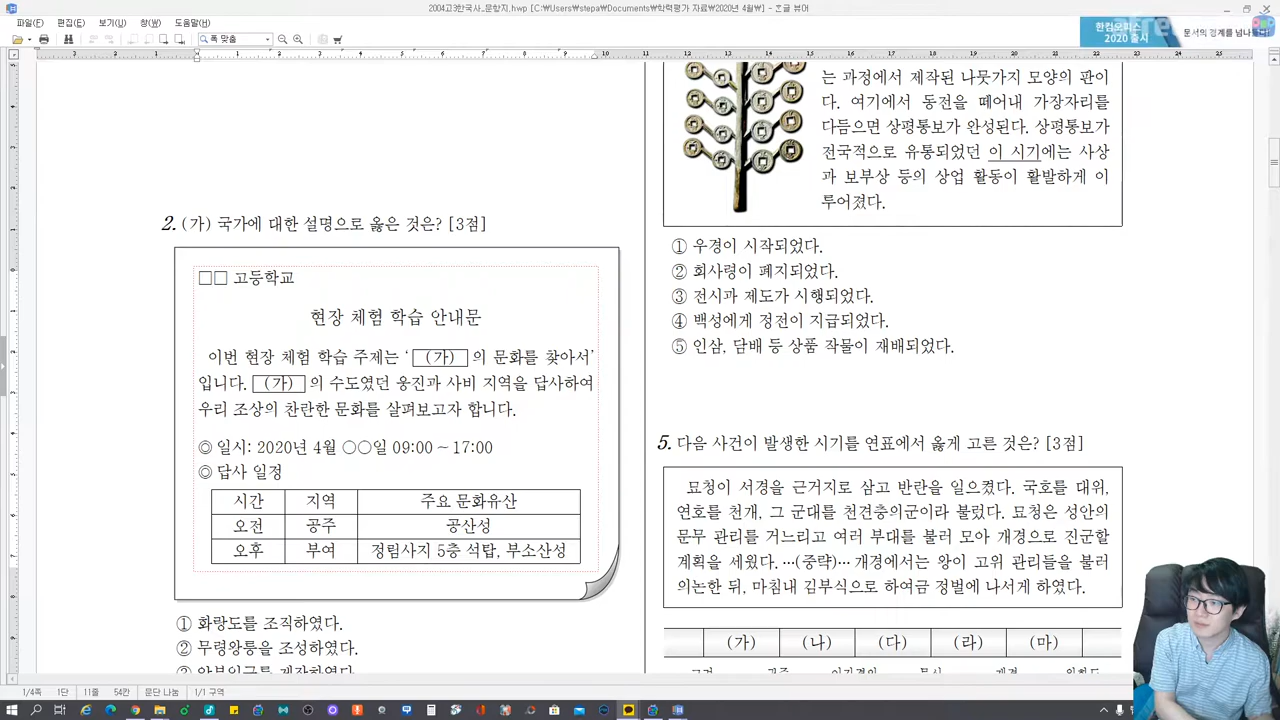 2004고3한국사_문항지.hwp [C:₩Users₩stepa₩Documents₩학력평가 자료₩2020년 4월₩] - 한글 뷰어
파일(F) 편집(E) 보기(U) 창(W) 도움말(H)
한컴오피스
2020 출시
문서의 경계를 넘나
폭 맞춤
2. (가) 국가에 대한 설명으로 옳은 것은? [3점]
□□ 고등학교
현장 체험 학습 안내문
이번 현장 체험 학습 주제는 ‘ (가) 의 문화를 찾아서’
입니다. (가) 의 수도였던 웅진과 사비 지역을 답사하여
우리 조상의 찬란한 문화를 살펴보고자 합니다.
◎ 일시: 2020년 4월 ○○일 09:00 ~ 17:00
◎ 답사 일정
시간 지역 주요 문화유산
오전 공주 공산성
오후 부여 정림사지 5층 석탑, 부소산성
① 화랑도를 조직하였다.
② 무령왕릉을 조성하였다.
는 과정에서 제작된 나뭇가지 모양의 판이
다. 여기에서 동전을 떼어내 가장자리를
다듬으면 상평통보가 완성된다. 상평통보가
전국적으로 유통되었던 이 시기에는 사상
과 보부상 등의 상업 활동이 활발하게 이
루어졌다.
① 우경이 시작되었다.
② 회사령이 폐지되었다.
③ 전시과 제도가 시행되었다.
④ 백성에게 정전이 지급되었다.
⑤ 인삼, 담배 등 상품 작물이 재배되었다.
5. 다음 사건이 발생한 시기를 연표에서 옳게 고른 것은? [3점]
묘청이 서경을 근거지로 삼고 반란을 일으켰다. 국호를 대위,
연호를 천개, 그 군대를 천견충의군이라 불렀다. 묘청은 성안의
문무 관리를 거느리고 여러 부대를 불러 모아 개경으로 진군할
계획을 세웠다. …(중략)… 개경에서는 왕이 고위 관리들을 불러
의논한 뒤, 마침내 김부식으로 하여금 정벌에 나서게 하였다.
(가) (나) (다) (라) (마)
1/4쪽 1단 11줄 54칸 문단 나눔 1/1 구역